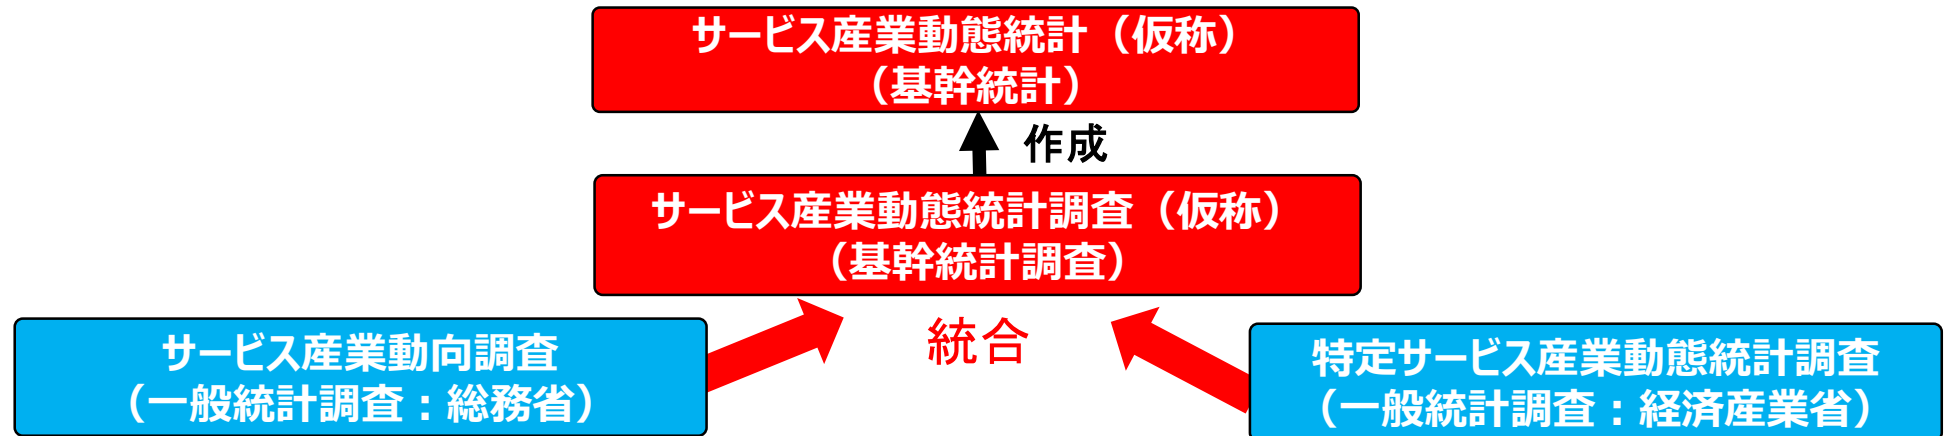 サービス産業動態統計（仮称）
（基幹統計）
作成
サービス産業動態統計調査（仮称）
（基幹統計調査）
統合
サービス産業動向調査
（一般統計調査：総務省）
特定サービス産業動態統計調査
（一般統計調査：経済産業省）